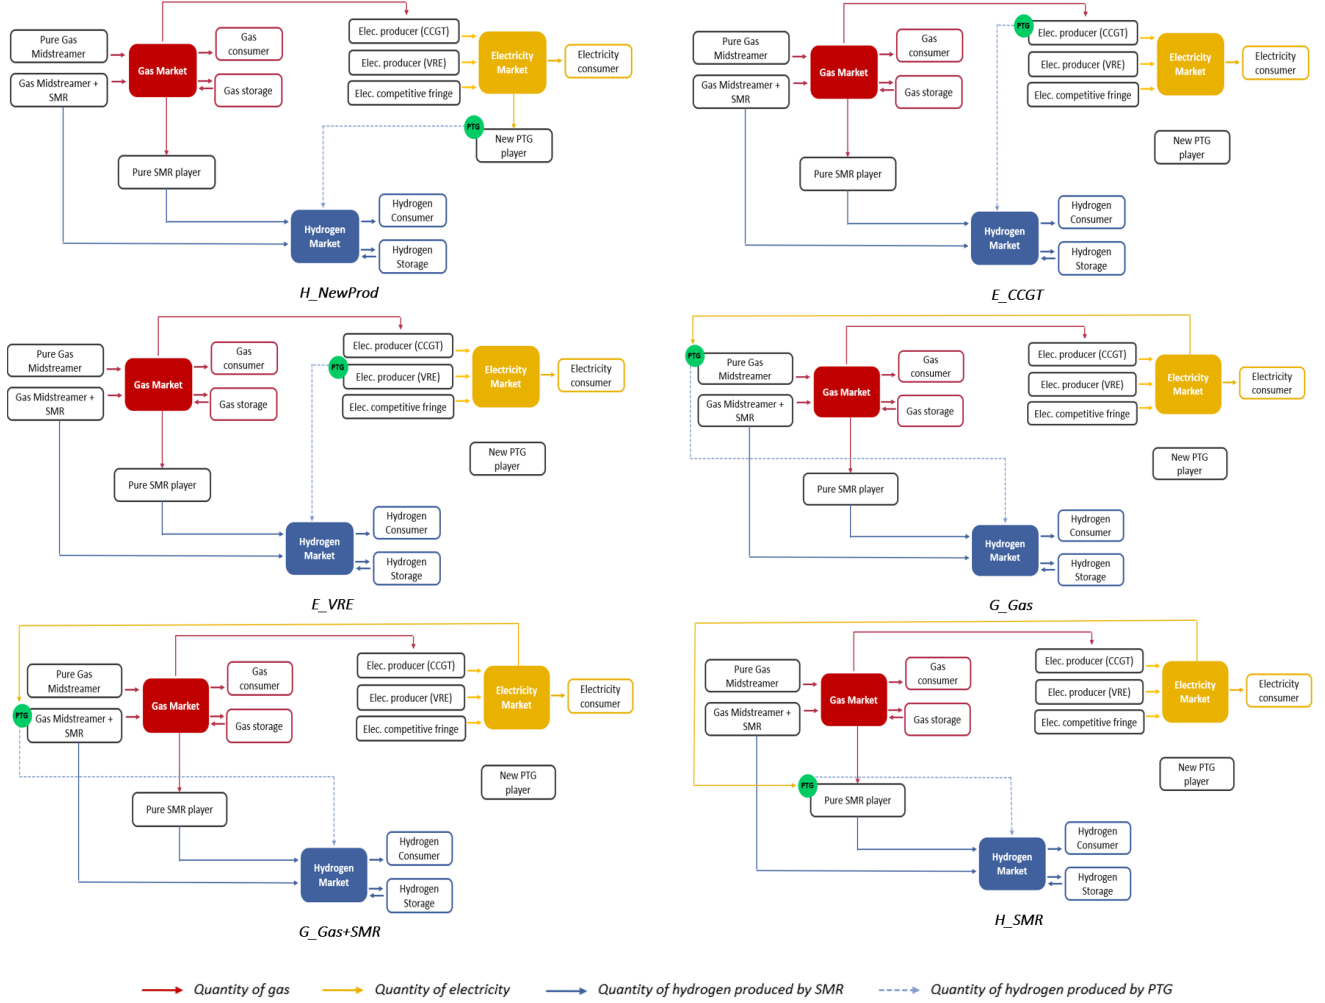 Pure Gas
Midstreamer
Gas Midstreamer +
SMR
Gas Market
Gas
consumer
Gas storage
Elec. producer (CCGT)
Elec. producer (VRE)
Elec. competitive fringe
Electricity
Market
Electricity
consumer
PTG
New PTG
player
Pure SMR player
Hydrogen
Market
Hydrogen
Consumer
Hydrogen
Storage
H_NewProd
Pure Gas
Midstreamer
Gas Midstreamer +
SMR
Gas Market
Gas
consumer
Gas storage
PTG
Elec. producer (CCGT)
Elec. producer (VRE)
Elec. competitive fringe
Electricity
Market
Electricity
consumer
New PTG
player
Pure SMR player
Hydrogen
Market
Hydrogen
Consumer
Hydrogen
Storage
E_CCGT
Pure Gas
Midstreamer
Gas Midstreamer +
SMR
Gas Market
Gas
consumer
Gas storage
Elec. producer (CCGT)
PTG
Elec. producer (VRE)
Elec. competitive fringe
Electricity
Market
Electricity
consumer
New PTG
player
Pure SMR player
Hydrogen
Market
Hydrogen
Consumer
Hydrogen
Storage
E_VRE
PTG
Pure Gas
Midstreamer
Gas Midstreamer +
SMR
Gas Market
Gas
consumer
Gas storage
Elec. producer (CCGT)
Elec. producer (VRE)
Elec. competitive fringe
Electricity
Market
Electricity
consumer
New PTG
player
Pure SMR player
Hydrogen
Market
Hydrogen
Consumer
Hydrogen
Storage
G_Gas
Pure Gas
Midstreamer
PTG
Gas Midstreamer +
SMR
Gas Market
Gas
consumer
Gas storage
Elec. producer (CCGT)
Elec. producer (VRE)
Elec. competitive fringe
Electricity
Market
Electricity
consumer
New PTG
player
Pure SMR player
Hydrogen
Market
Hydrogen
Consumer
Hydrogen
Storage
G_Gas+SMR
Pure Gas
Midstreamer
Gas Midstreamer +
SMR
Gas Market
Gas
consumer
Gas storage
Elec. producer (CCGT)
Elec. producer (VRE)
Elec. competitive fringe
Electricity
Market
Electricity
consumer
New PTG
player
PTG
Pure SMR player
Hydrogen
Market
Hydrogen
Consumer
Hydrogen
Storage
H_SMR
Quantity of gas
Quantity of electricity
Quantity of hydrogen produced by SMR
Quantity of hydrogen produced by PTG